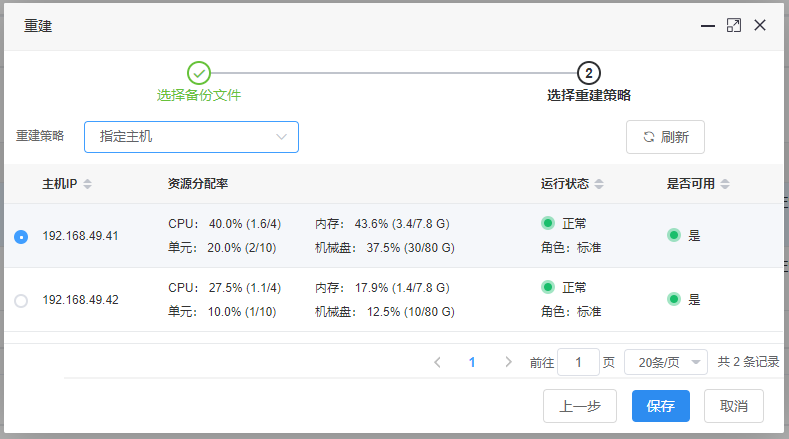 重建
2
选择备份文件 选择重建策略
重建策略 指定主机 刷新
主机IP 资源分配率 运行状态 是否可用
192.168.49.41 CPU： 40.0% (1.6/4) 内存： 43.6% (3.4/7.8 G) 正常 是
单元： 20.0% (2/10) 机械盘： 37.5% (30/80 G) 角色：标准
192.168.49.42 CPU： 27.5% (1.1/4) 内存： 17.9% (1.4/7.8 G) 正常 是
单元： 10.0% (1/10) 机械盘： 12.5% (10/80 G) 角色：标准
1 前往 1 页 20条/页 共 2 条记录
上一步 保存 取消